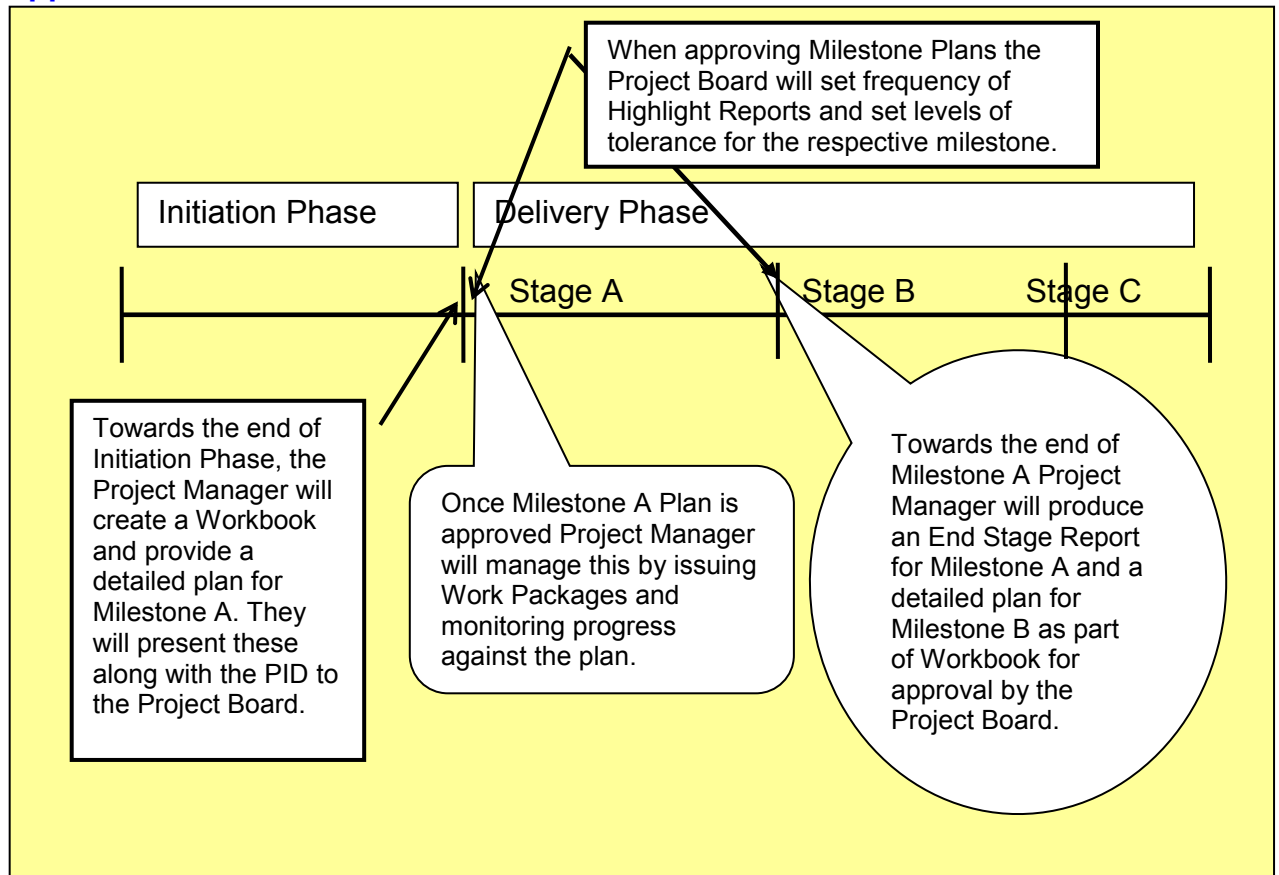 When approving Milestone Plans the
Project Board will set frequency of
Highlight Reports and set levels of
tolerance for the respective milestone.
Initiation Phase
Delivery Phase
Stage A
Stage B
Stage C
Towards the end of
Initiation Phase, the
Project Manager will
create a Workbook
and provide a
detailed plan for
Milestone A. They
will present these
along with the PID to
the Project Board.
Once Milestone A Plan is
approved Project Manager
will manage this by issuing
Work Packages and
monitoring progress
against the plan.
Towards the end of
Milestone A Project
Manager will produce
an End Stage Report
for Milestone A and a
detailed plan for
Milestone B as part
of Workbook for
approval by the
Project Board.